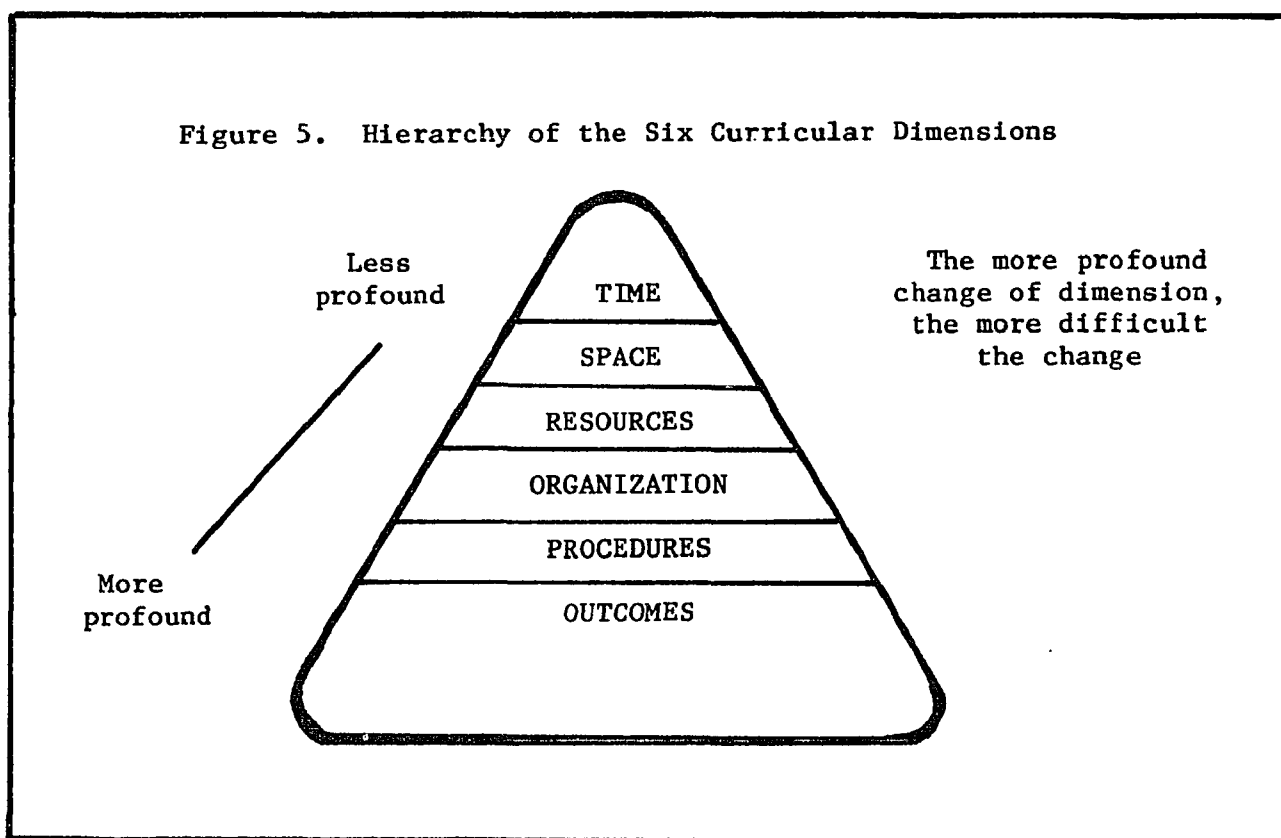 Figure 5. Hierarchy of the Six Curricular Dimensions
Less
profound
The more profound
change of dimension,
the more difficult
the change
TIME
SPACE
RESOURCES
ORGANIZATION
PROCEDURES
More
profound
OUTCOMES